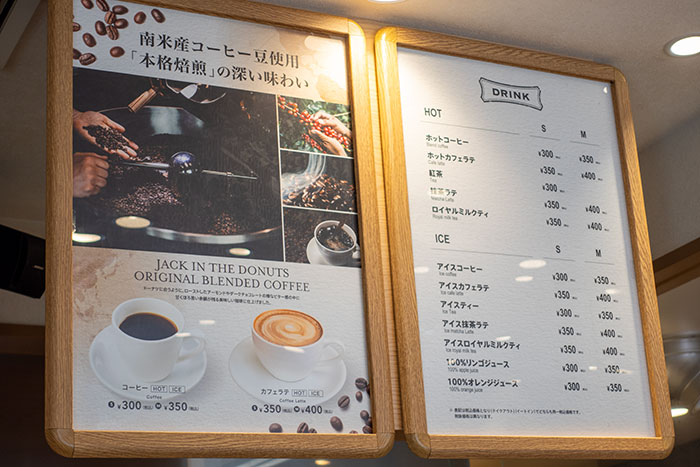 南米産コーヒー豆使用
「本格焙煎」の深い味わい
JACK IN THE DONUTS
ORIGINAL BLENDED COFFEE
コーヒー HOT ICE
Coffee
S ¥300(税込) M ¥350(税込)
カフェラテ HOT ICE
Coffee Latte
S ¥350(税込) M ¥400(税込)
DRINK
HOT S M
ホットコーヒー ¥300 ¥350
Blend coffee
ホットカフェラテ ¥350 ¥400
Cafe latte
紅茶 ¥300
Tea
抹茶ラテ ¥350 ¥400
Matcha Latte
ロイヤルミルクティ ¥350 ¥400
Royal milk tea
ICE S M
アイスコーヒー ¥300 ¥350
Ice coffee
アイスカフェラテ ¥350 ¥400
Ice cafe latte
アイスティー ¥300 ¥350
Ice Tea
アイス抹茶ラテ ¥350 ¥400
Ice Matcha Latte
アイスロイヤルミルクティ ¥350 ¥400
Ice royal milk tea
100%リンゴジュース ¥300 ¥350
100% apple juice
100%オレンジジュース ¥300 ¥350
100% orange juice